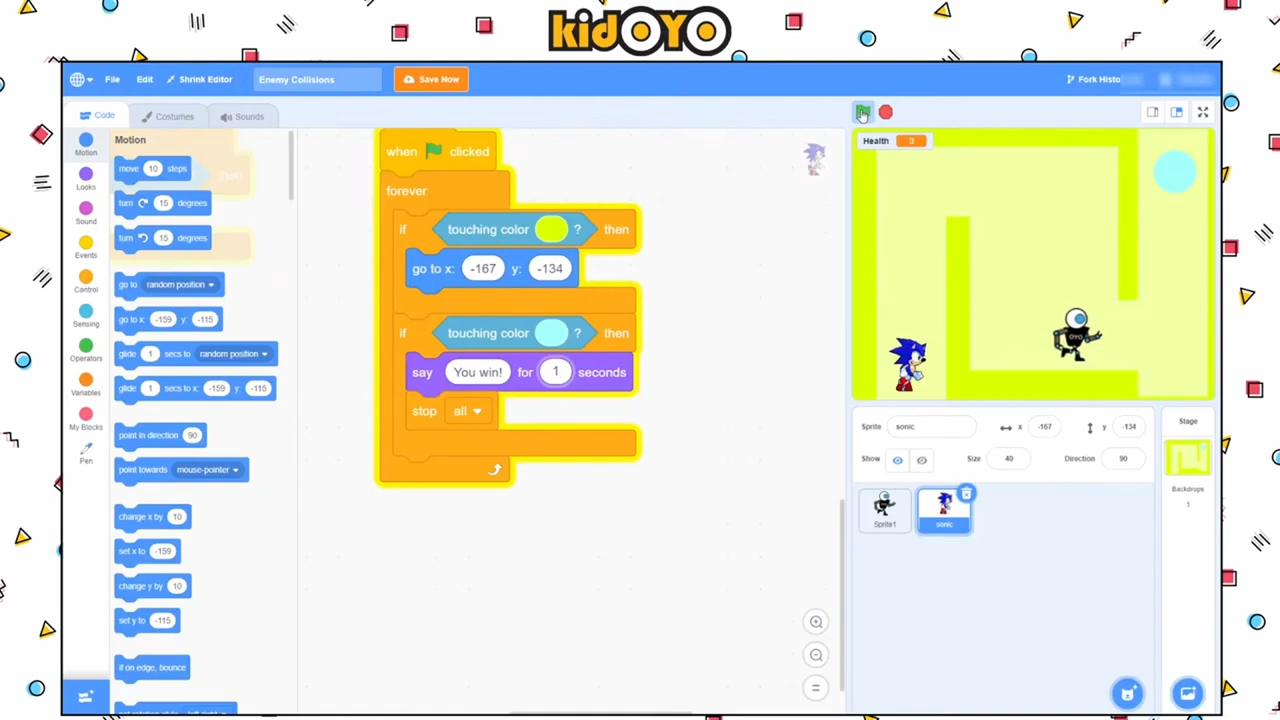 kidOYO
File Edit Shrink Editor Enemy Collisions Save Now Fork Histo
Code Costumes Sounds
Motion
Looks
Sound
Events
Control
Sensing
Operators
Variables
My Blocks
Pen
Motion
move 10 steps
then
turn 15 degrees
turn 15 degrees
go to random position
go to x: -159 y: -115
glide 1 secs to random position
glide 1 secs to x: -159 y: -115
point in direction 90
point towards mouse-pointer
change x by 10
set x to -159
change y by 10
set y to -115
if on edge, bounce
when clicked
forever
if touching color ? then
go to x: -167 y: -134
if touching color ? then
say You win! for 1 seconds
stop all
Health 3
OYO
Sprite sonic x -167 y -134
Show Size 40 Direction 90
Sprite1
sonic
Stage
Backdrops
1